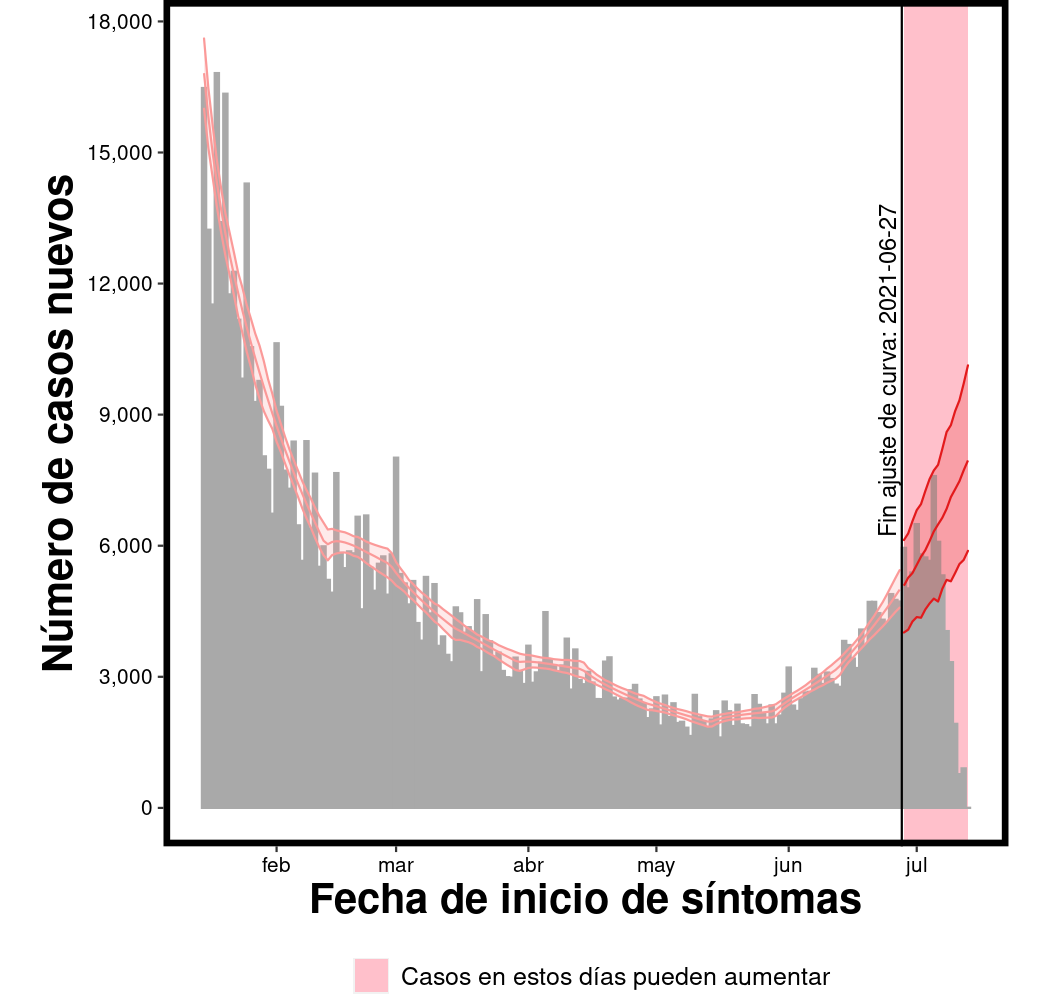 Número de casos nuevos
18,000
15,000
12,000
9,000
6,000
3,000
0
Fin ajuste de curva: 2021-06-27
feb mar abr may jun jul
Fecha de inicio de síntomas
Casos en estos días pueden aumentar